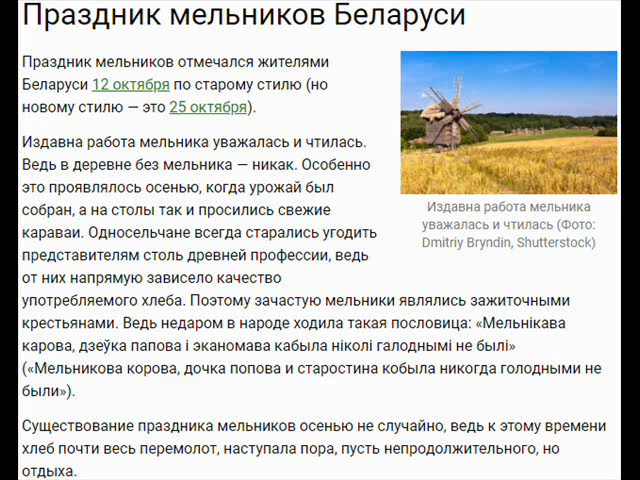 Праздник мельников Беларуси
Праздник мельников отмечался жителями
Беларуси 12 октября по старому стилю (но
новому стилю — это 25 октября).
Издавна работа мельника уважалась и чтилась.
Ведь в деревне без мельника — никак. Особенно
это проявлялось осенью, когда урожай был
собран, а на столы так и просились свежие
караваи. Односельчане всегда старались угодить
представителям столь древней профессии, ведь
от них напрямую зависело качество
употребляемого хлеба. Поэтому зачастую мельники являлись зажиточными
крестьянами. Ведь недаром в народе ходила такая пословица: «Мельнікава
карова, дзеўка папова і эканомава кабыла ніколі галоднымі не былі»
(«Мельникова корова, дочка попова и старостина кобыла никогда голодными не
были»).
Существование праздника мельников осенью не случайно, ведь к этому времени
хлеб почти весь перемолот, наступала пора, пусть непродолжительного, но
отдыха.
Издавна работа мельника
уважалась и чтилась (Фото:
Dmitriy Bryndin, Shutterstock)